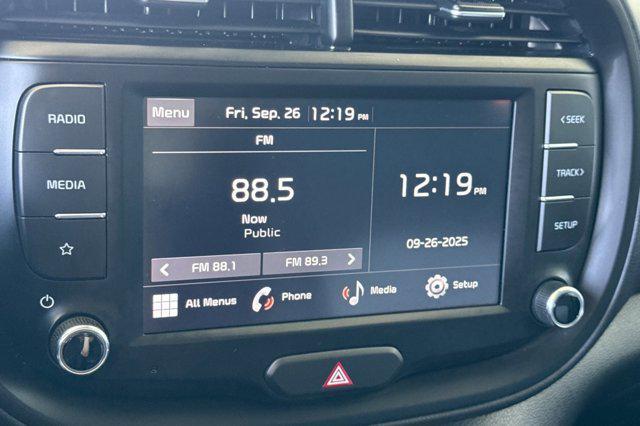 RADIO
MEDIA
Menu
Fri, Sep. 26
12:19 PM
FM
88.5
Now
Public
FM 88.1
FM 89.3
12:19 PM
09-26-2025
All Menus
Phone
Media
Setup
<SEEK
TRACK>
SETUP